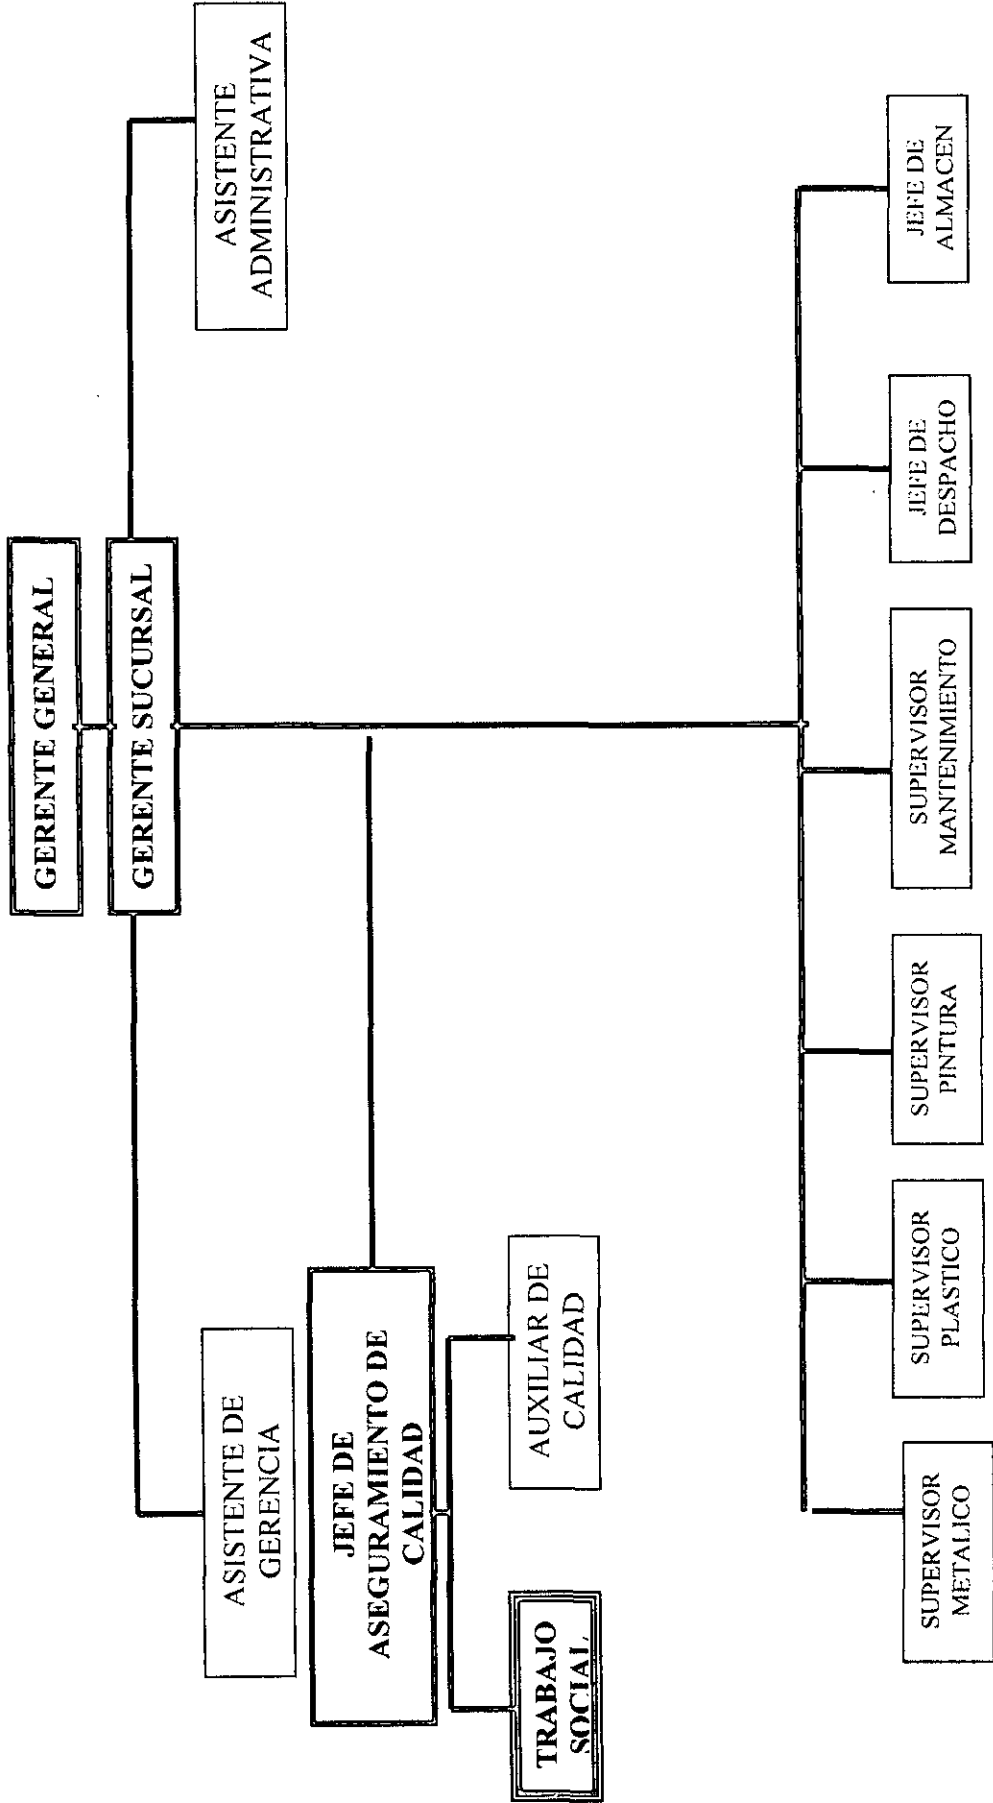 GERENTE GENERAL
GERENTE SUCURSAL
ASISTENTE DE
GERENCIA
ASISTENTE
ADMINISTRATIVA
JEFE DE
ASEGURAMIENTO DE
CALIDAD
TRABAJO
SOCIAL
AUXILIAR DE
CALIDAD
SUPERVISOR
METALICO
SUPERVISOR
PLASTICO
SUPERVISOR
PINTURA
SUPERVISOR
MANTENIMIENTO
JEFE DE
DESPACHO
JEFE DE
ALMACEN